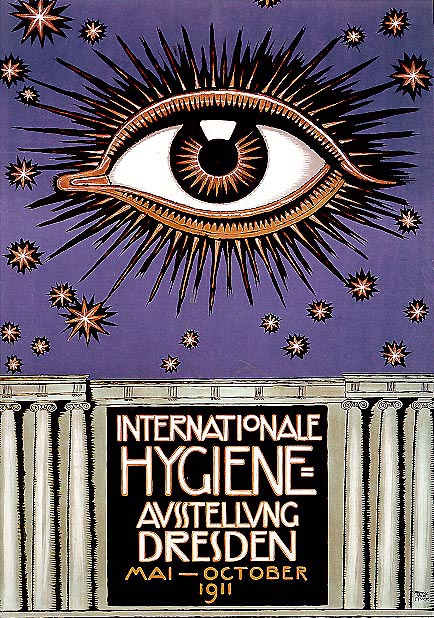 INTERNATIONALE
HYGIENE=
AVSSTELLVNG
DRESDEN
MAI — OCTOBER
1911